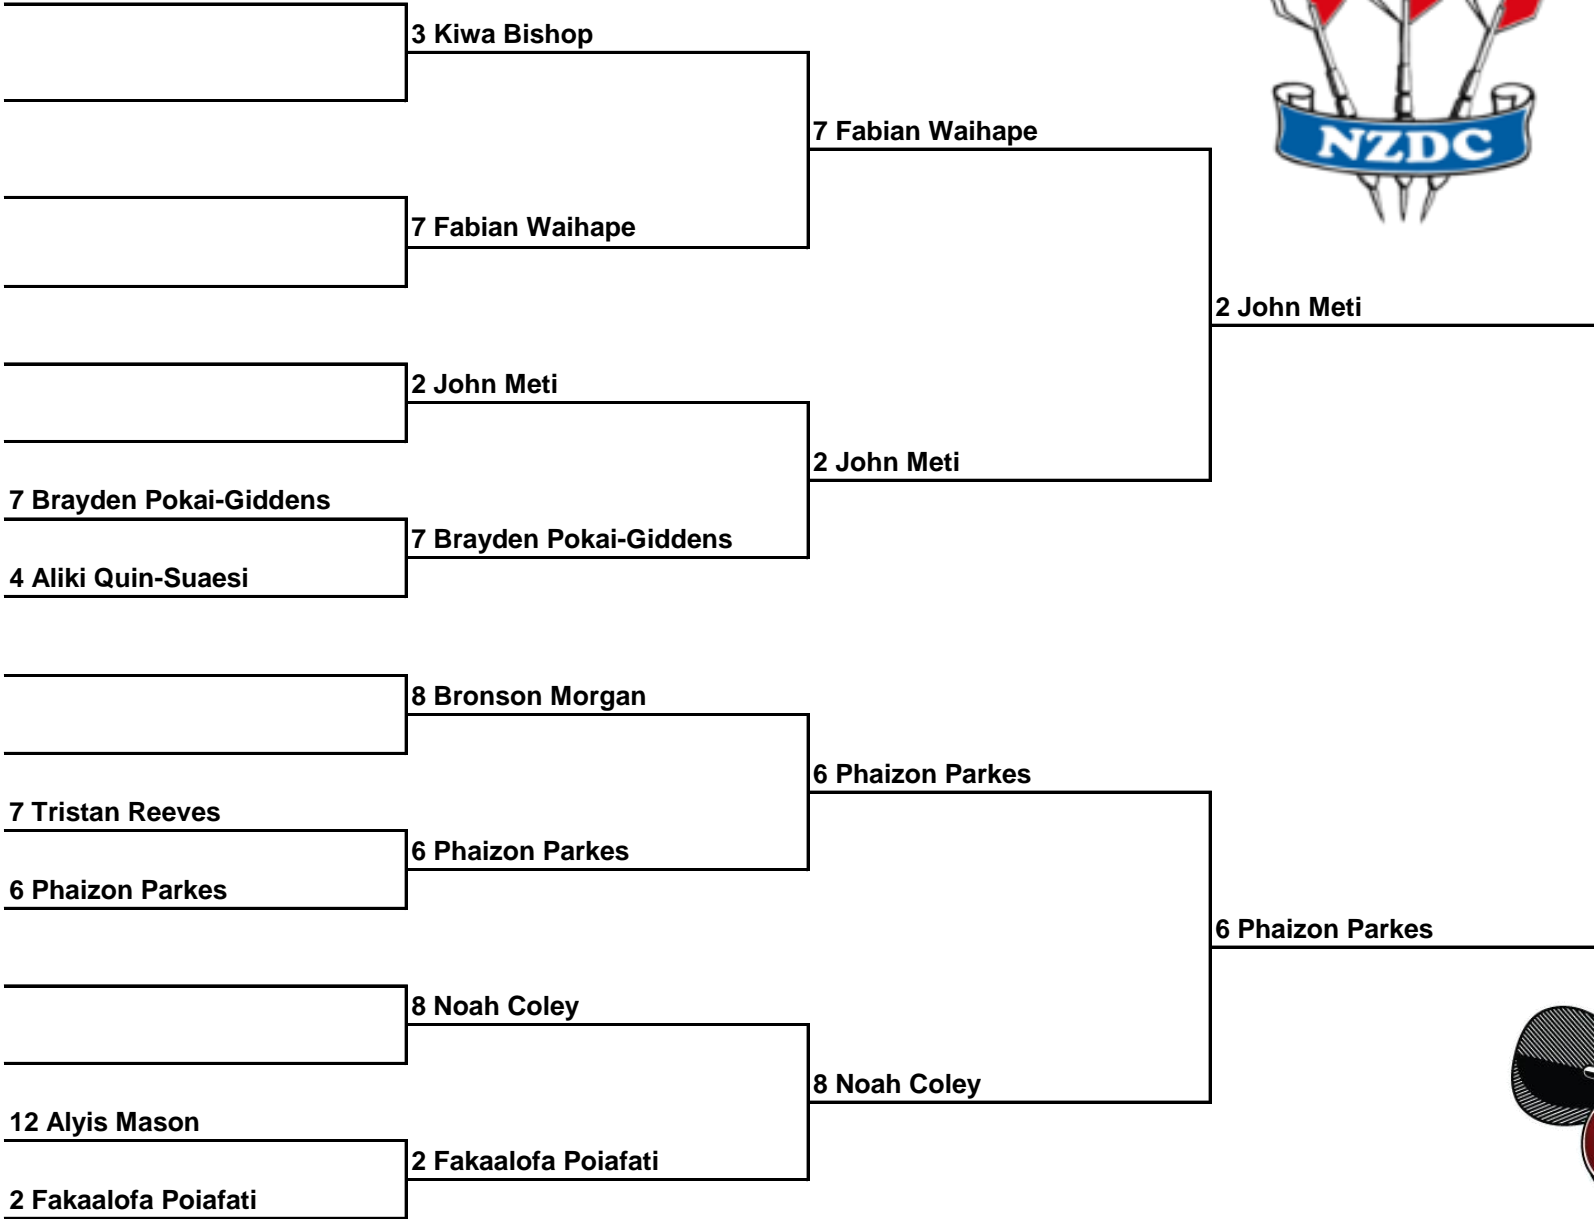 3 Kiwa Bishop
7 Fabian Waihape
NZDC
7 Fabian Waihape
2 John Meti
2 John Meti
2 John Meti
7 Brayden Pokai-Giddens
7 Brayden Pokai-Giddens
4 Aliki Quin-Suaesi
8 Bronson Morgan
6 Phaizon Parkes
7 Tristan Reeves
6 Phaizon Parkes
6 Phaizon Parkes
6 Phaizon Parkes
8 Noah Coley
8 Noah Coley
12 Alyis Mason
2 Fakaalofa Poiafati
2 Fakaalofa Poiafati